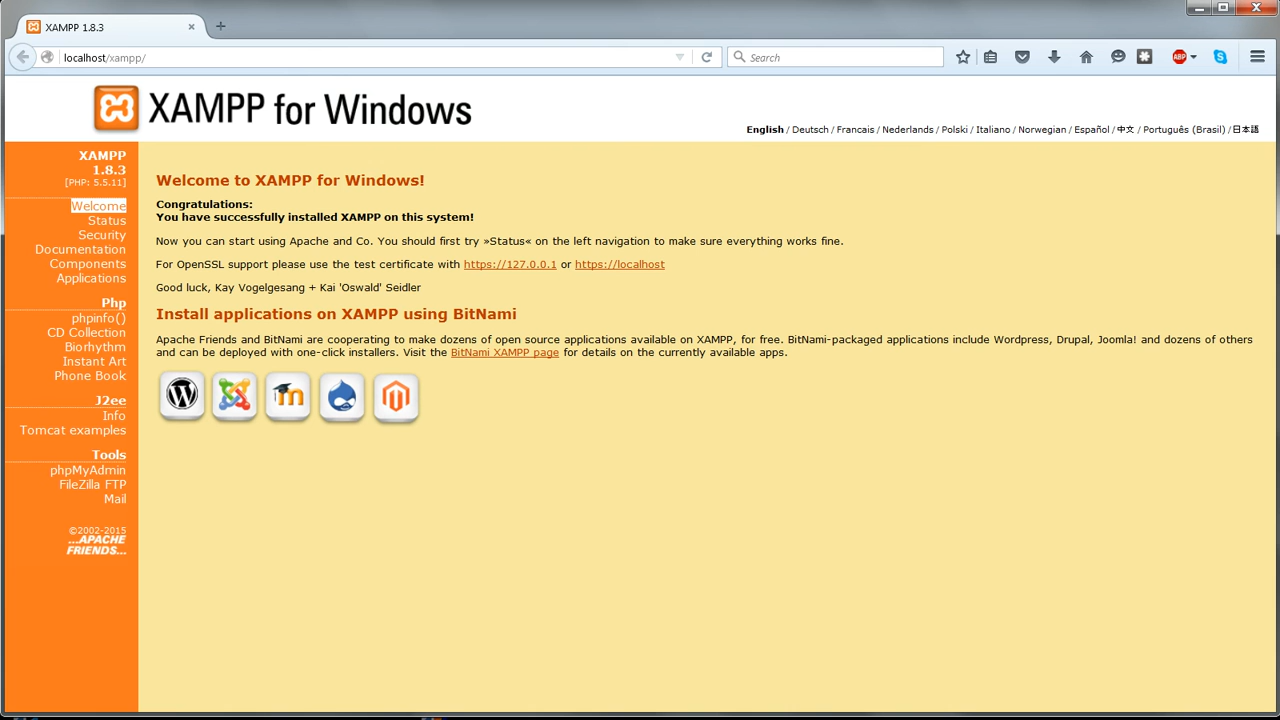 XAMPP 1.8.3
localhost/xampp/
Search
ABP
XAMPP for Windows
English / Deutsch / Francais / Nederlands / Polski / Italiano / Norwegian / Español / 中文 / Português (Brasil) / 日本語
XAMPP
1.8.3
[PHP: 5.5.11]
Welcome
Status
Security
Documentation
Components
Applications
Php
phpinfo()
CD Collection
Biorhythm
Instant Art
Phone Book
J2ee
Info
Tomcat examples
Tools
phpMyAdmin
FileZilla FTP
Mail
©2002-2015
...APACHE
FRIENDS...
Welcome to XAMPP for Windows!
Congratulations:
You have successfully installed XAMPP on this system!
Now you can start using Apache and Co. You should first try »Status« on the left navigation to make sure everything works fine.
For OpenSSL support please use the test certificate with https://127.0.0.1 or https://localhost
Good luck, Kay Vogelgesang + Kai 'Oswald' Seidler
Install applications on XAMPP using BitNami
Apache Friends and BitNami are cooperating to make dozens of open source applications available on XAMPP, for free. BitNami-packaged applications include Wordpress, Drupal, Joomla! and dozens of others
and can be deployed with one-click installers. Visit the BitNami XAMPP page for details on the currently available apps.